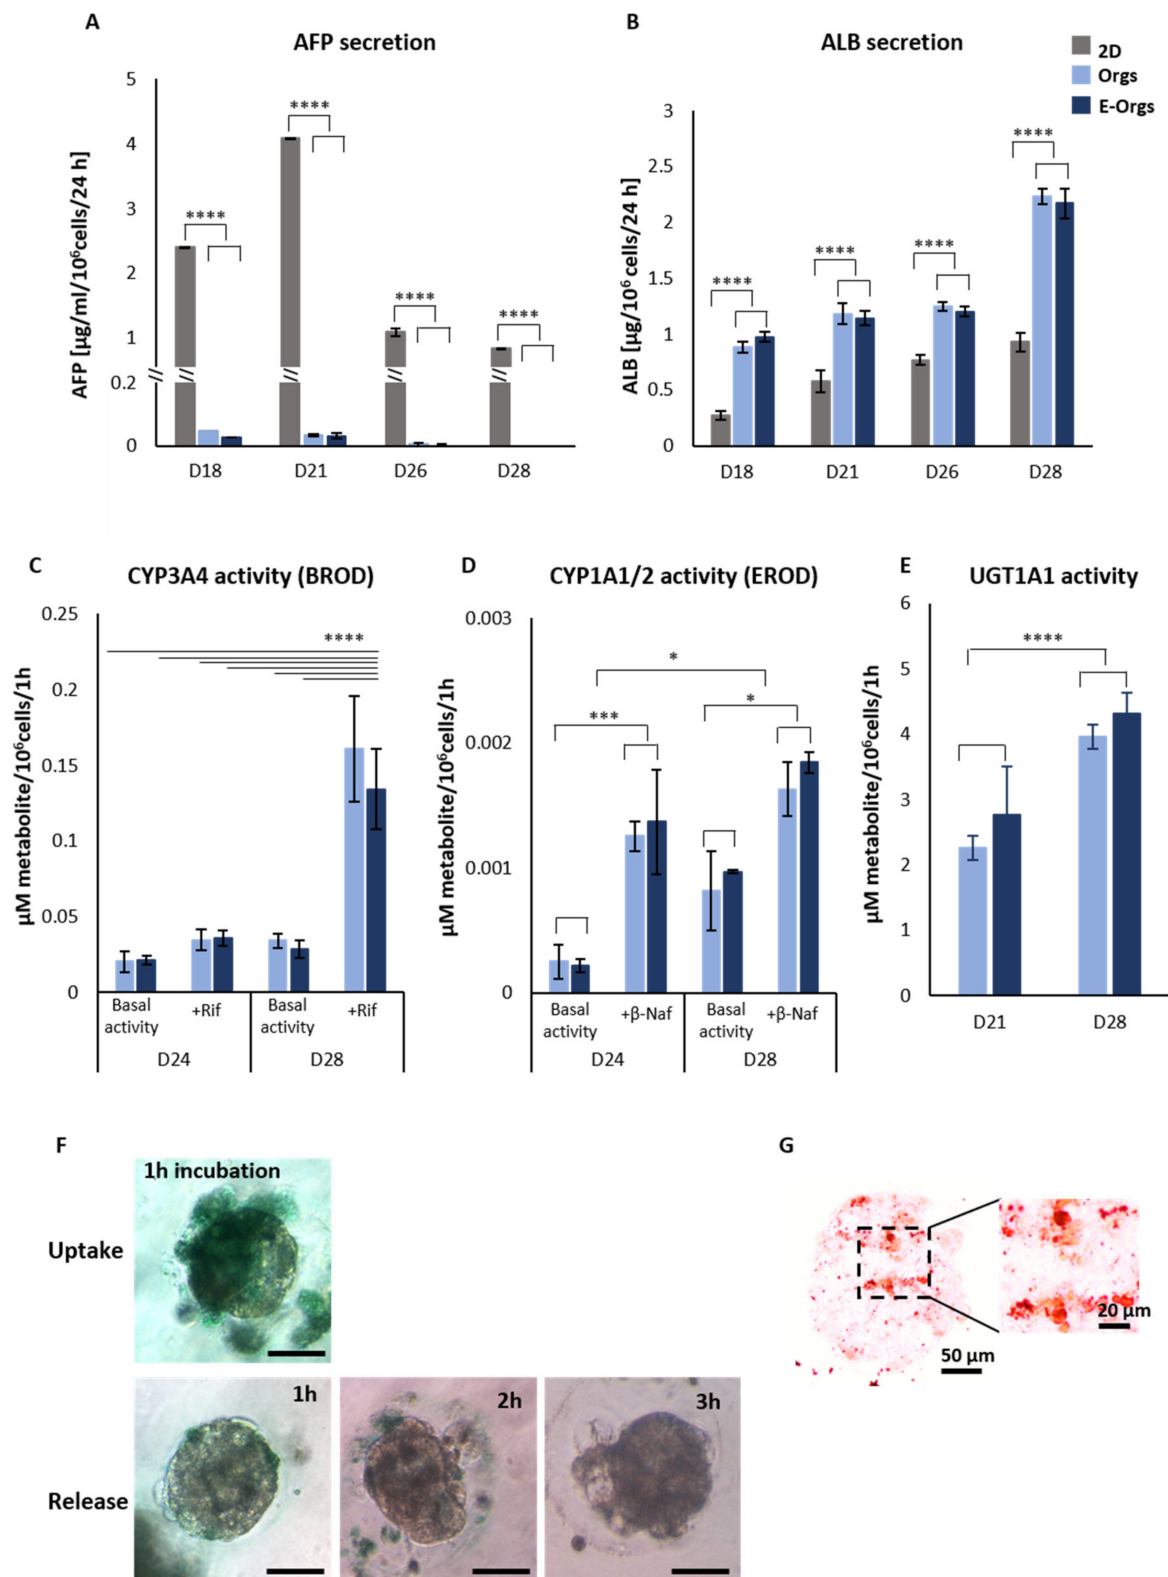 A
AFP secretion
AFP [µg/ml/10⁶cells/24 h]
5
4
3
2
1
0.2
0
****
****
****
****
D18
D21
D26
D28
B
ALB secretion
2D
Orgs
E-Orgs
ALB [µg/10⁶ cells/24 h]
3
2.5
2
1.5
1
0.5
0
****
****
****
****
D18
D21
D26
D28
C
CYP3A4 activity (BROD)
µM metabolite/10⁶cells/1h
0.25
0.2
0.15
0.1
0.05
0
****
Basal activity
+Rif
Basal activity
+Rif
D24
D28
D
CYP1A1/2 activity (EROD)
µM metabolite/10⁶cells/1h
0.003
0.002
0.001
0
*
***
*
Basal activity
+β-Naf
Basal activity
+β-Naf
D24
D28
E
UGT1A1 activity
µM metabolite/10⁶cells/1h
6
5
4
3
2
1
0
****
D21
D28
F
1h incubation
Uptake
1h
2h
3h
Release
G
20 µm
50 µm